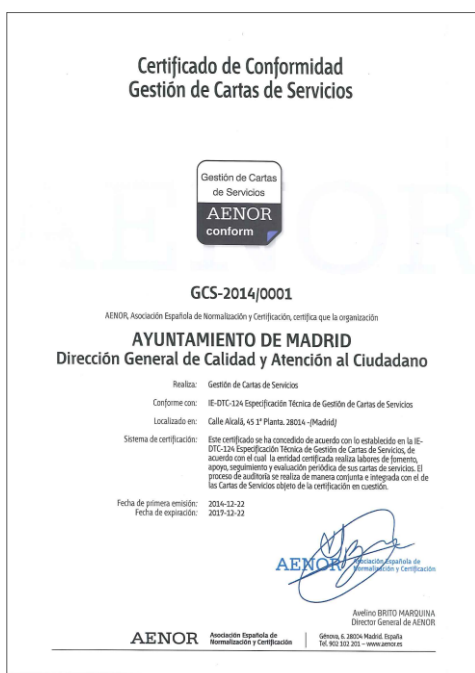 Certificado de Conformidad
Gestión de Cartas de Servicios
Gestión de Cartas
de Servicios
AENOR
conform
GCS-2014/0001
AENOR, Asociación Española de Normalización y Certificación, certifica que la organización
AYUNTAMIENTO DE MADRID
Dirección General de Calidad y Atención al Ciudadano
Realiza: Gestión de Cartas de Servicios
Conforme con: IE-DTC-124 Especificación Técnica de Gestión de Cartas de Servicios
Localizado en: Calle Alcalá, 45 1ª Planta. 28014 -(Madrid)
Sistema de certificación: Este certificado se ha concedido de acuerdo con lo establecido en la IE-
DTC-124 Especificación Técnica de Gestión de Cartas de Servicios, de
acuerdo con el cual la entidad certificada realiza labores de fomento,
apoyo, seguimiento y evaluación periódica de sus cartas de servicios. El
proceso de auditoría se realiza de manera conjunta e integrada con el de
las Cartas de Servicios objeto de la certificación en cuestión.
Fecha de primera emisión: 2014-12-22
Fecha de expiración: 2017-12-22
AENOR Asociación Española de
Normalización y Certificación
Avelino BRITO MARQUINA
Director General de AENOR
AENOR Asociación Española de
Normalización y Certificación
Génova, 6. 28004 Madrid. España
Tel. 902 102 201 – www.aenor.es